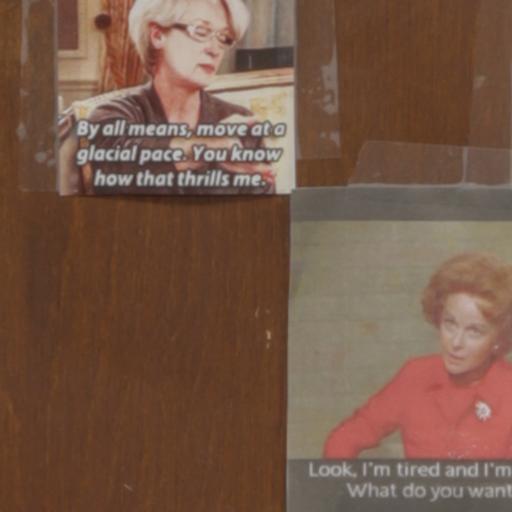 By all means, move at a
glacial pace. You know
how that thrills me.
Look, I'm tired and I'm
What do you want